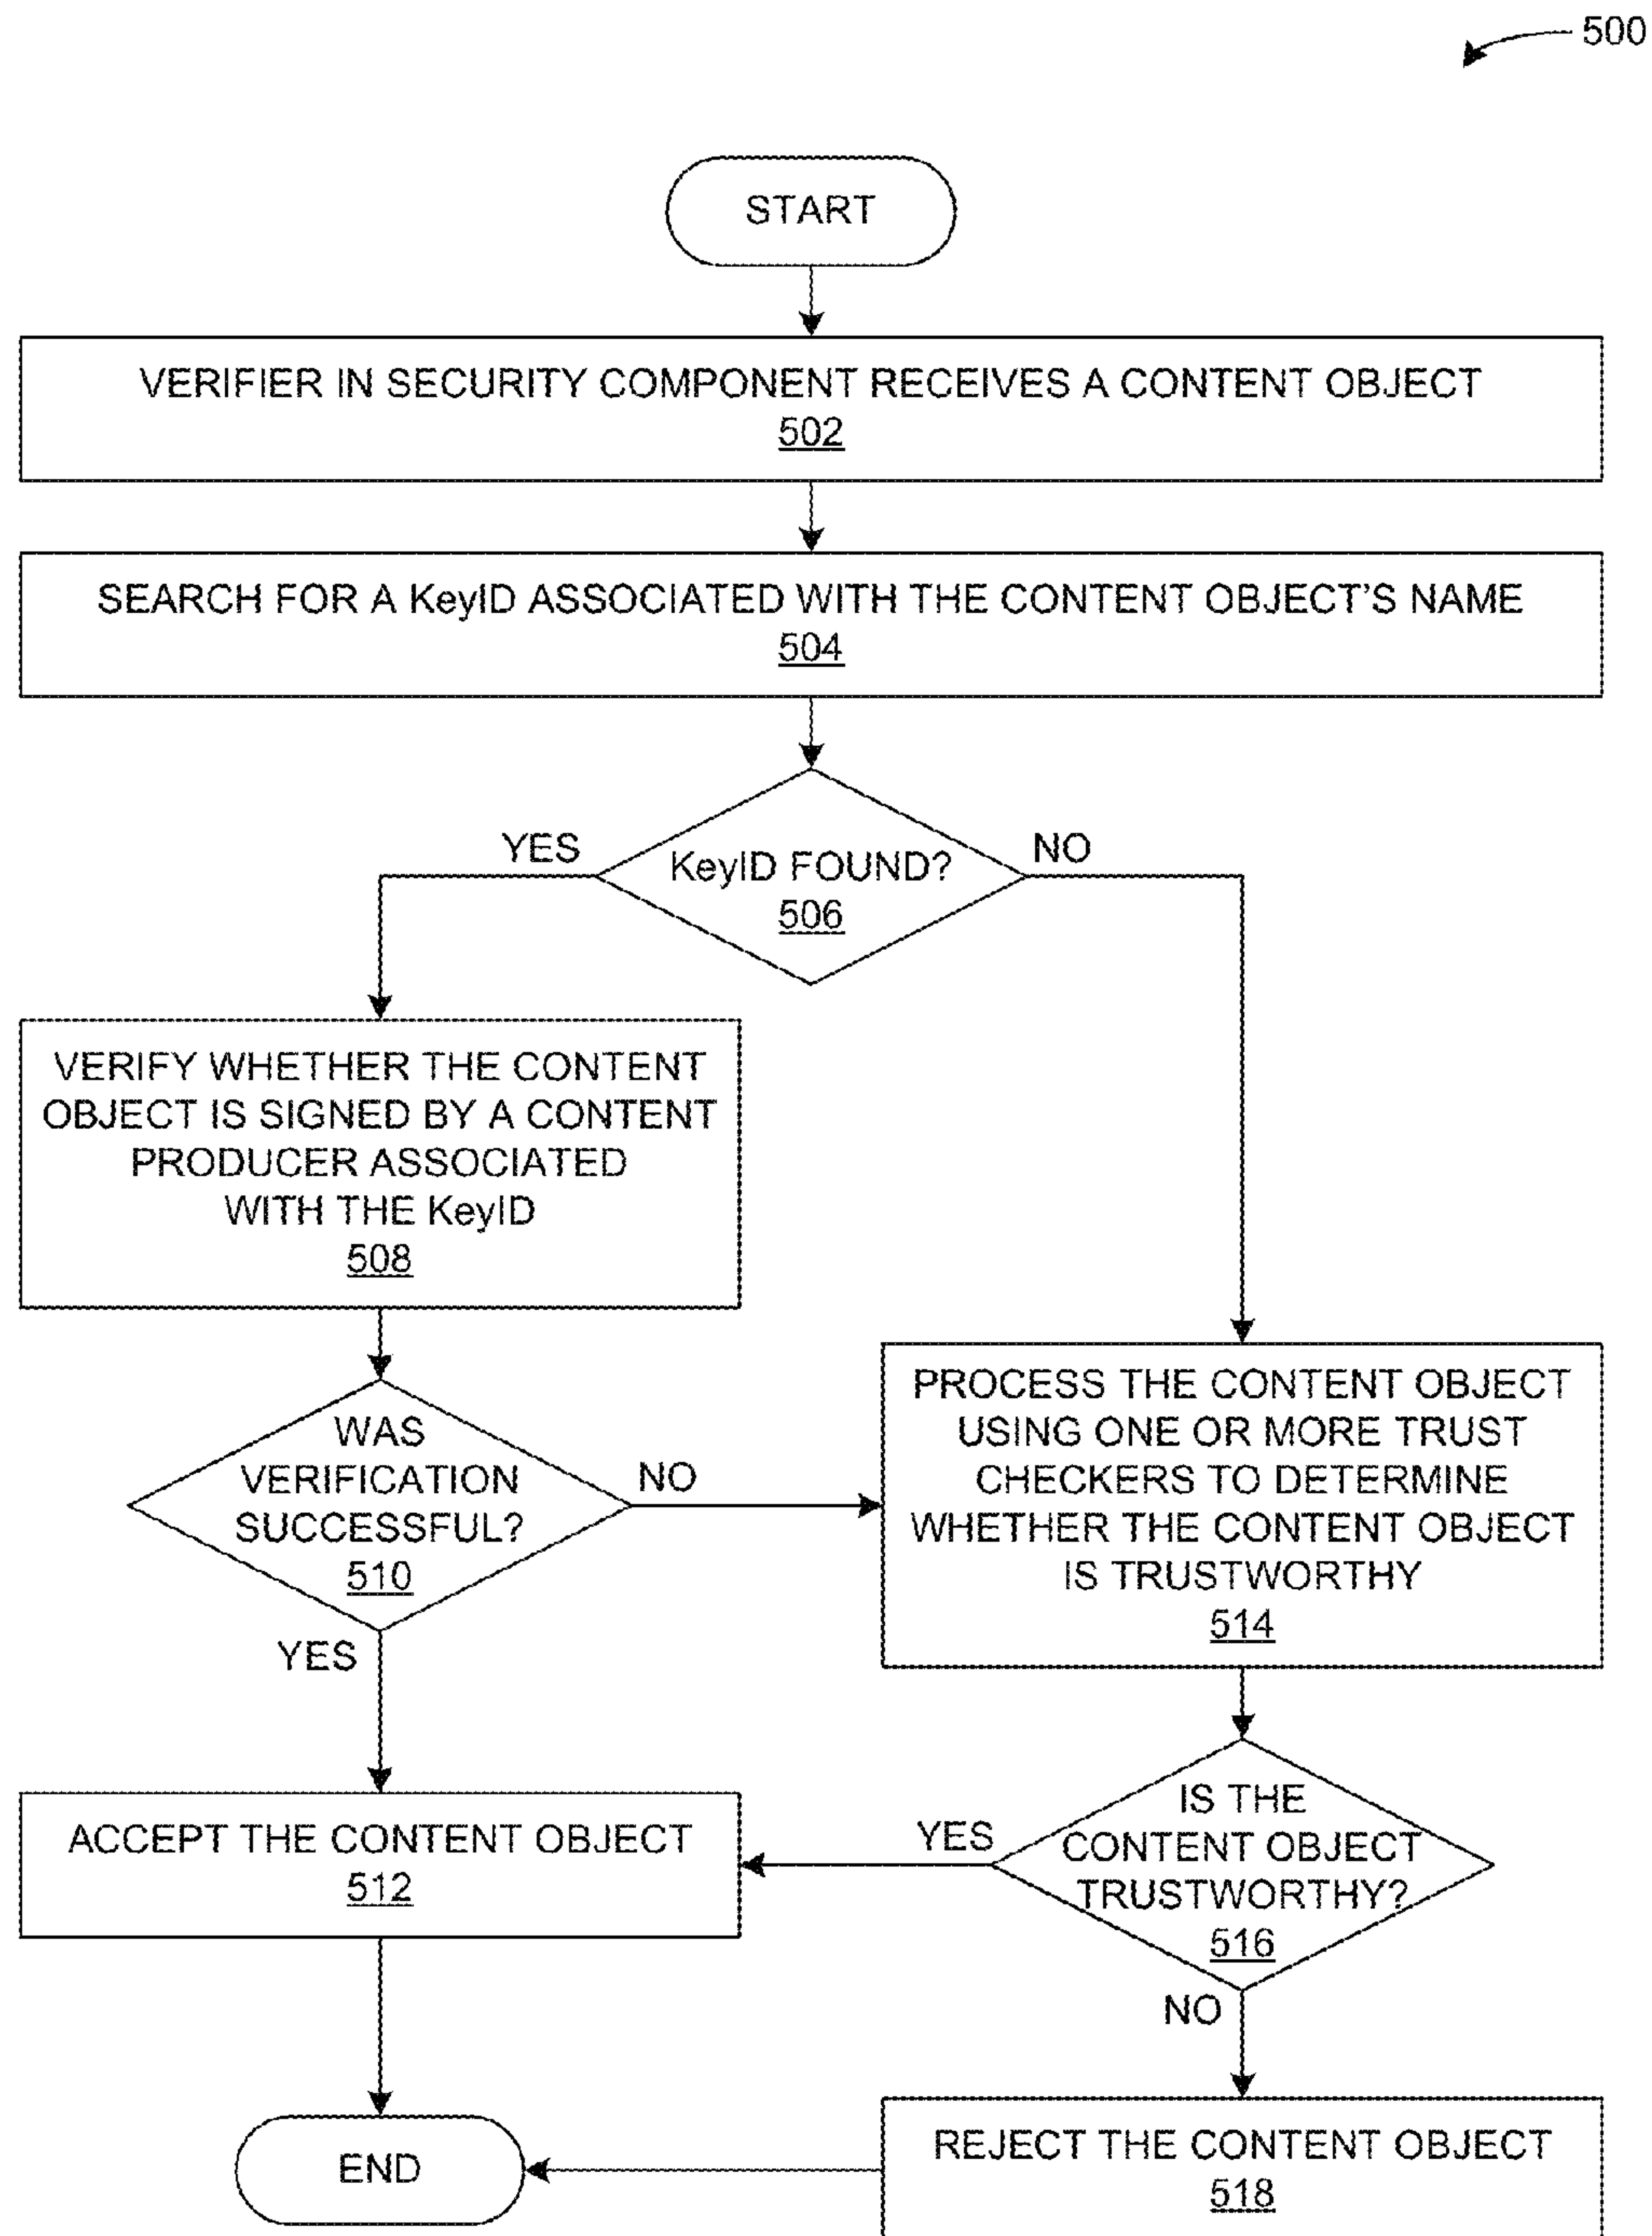 500
START
VERIFIER IN SECURITY COMPONENT RECEIVES A CONTENT OBJECT
502
SEARCH FOR A KeyID ASSOCIATED WITH THE CONTENT OBJECT'S NAME
504
YES
NO
KeyID FOUND?
506
VERIFY WHETHER THE CONTENT
OBJECT IS SIGNED BY A CONTENT
PRODUCER ASSOCIATED
WITH THE KeyID
508
PROCESS THE CONTENT OBJECT
USING ONE OR MORE TRUST
CHECKERS TO DETERMINE
WHETHER THE CONTENT OBJECT
IS TRUSTWORTHY
514
WAS
VERIFICATION
SUCCESSFUL?
510
NO
YES
ACCEPT THE CONTENT OBJECT
512
YES
IS THE
CONTENT OBJECT
TRUSTWORTHY?
516
NO
END
REJECT THE CONTENT OBJECT
518